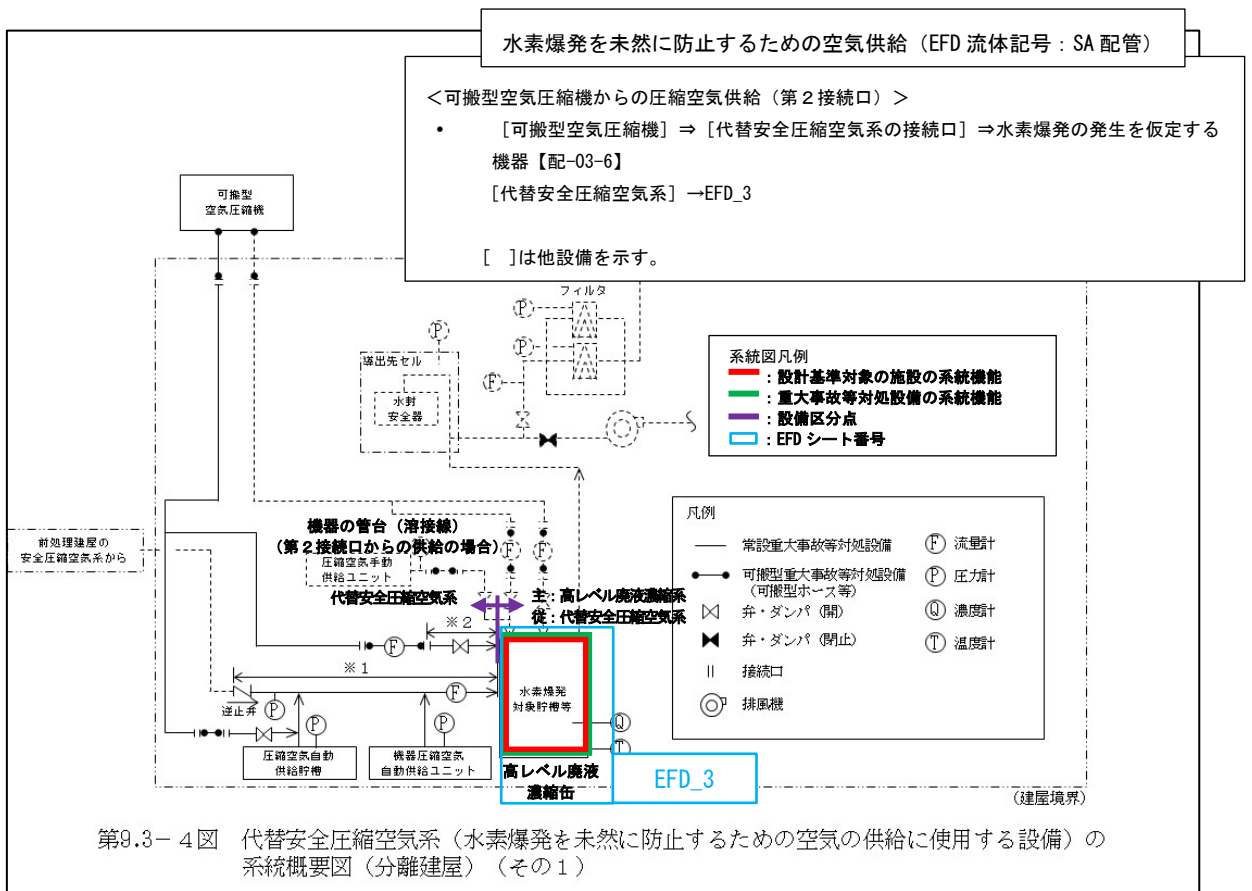 水素爆発を未然に防止するための空気供給（EFD 流体記号：SA 配管）
＜可搬型空気圧縮機からの圧縮空気供給（第２接続口）＞
• [可搬型空気圧縮機] ⇒ [代替安全圧縮空気系の接続口] ⇒水素爆発の発生を仮定する
機器【配-03-6】
[代替安全圧縮空気系] →EFD_3
[ ]は他設備を示す。
可搬型
空気圧縮機
フィルタ
P
P
P
F
導出先セル
水封
安全器
系統図凡例
：設計基準対象の施設の系統機能
：重大事故等対処設備の系統機能
：設備区分点
：EFD シート番号
凡例
常設重大事故等対処設備
可搬型重大事故等対処設備
（可搬型ホース等）
弁・ダンパ（開）
弁・ダンパ（閉止）
接続口
排風機
F 流量計
P 圧力計
Q 濃度計
T 温度計
前処理建屋の
安全圧縮空気系から
機器の管台（溶接線）
（第２接続口からの供給の場合）
圧縮空気手動
供給ユニット
代替安全圧縮空気系
F
F
主：高レベル廃液濃縮系
従：代替安全圧縮空気系
※２
F
※１
逆止弁
P
F
水素爆発
対象貯槽等
P
P
Q
T
圧縮空気自動
供給貯槽
機器圧縮空気
自動供給ユニット
高レベル廃液
濃縮缶
EFD_3
(建屋境界)
第9.3－４図 代替安全圧縮空気系（水素爆発を未然に防止するための空気の供給に使用する設備）の
系統概要図（分離建屋）（その１）